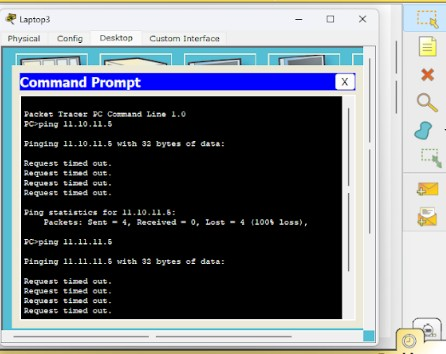 Laptop3
Physical Config Desktop Custom Interface
Command Prompt
X
Packet Tracer PC Command Line 1.0
PC>ping 11.10.11.5
Pinging 11.10.11.5 with 32 bytes of data:
Request timed out.
Request timed out.
Request timed out.
Request timed out.
Ping statistics for 11.10.11.5:
Packets: Sent = 4, Received = 0, Lost = 4 (100% loss),
PC>ping 11.11.11.5
Pinging 11.11.11.5 with 32 bytes of data:
Request timed out.
Request timed out.
Request timed out.
Request timed out.